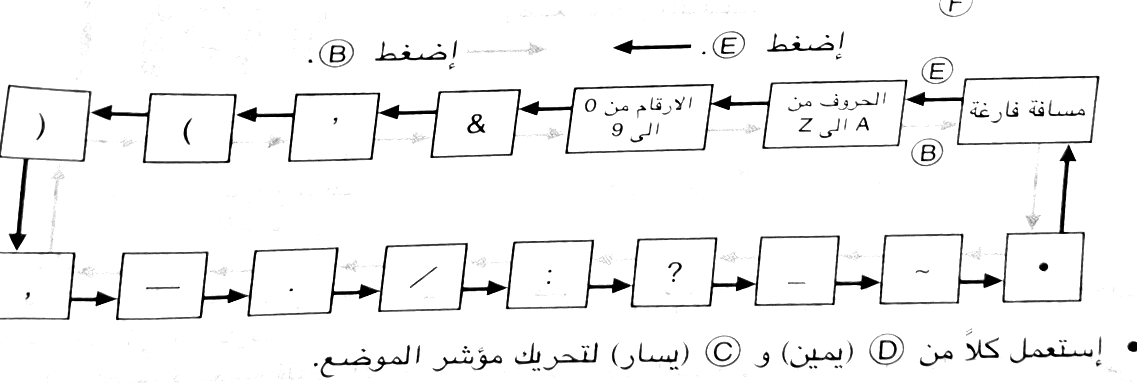 F
إضغط Ⓔ. إضغط Ⓑ.
Ⓔ
مسافة فارغة
الحروف من
A الى Z
الارقام من 0
الى 9
&
’
(
)
Ⓑ
,
—
.
/
:
?
_
~
•
• إستعمل كلاً من Ⓓ (يمين) و Ⓒ (يسار) لتحريك مؤشر الموضع.